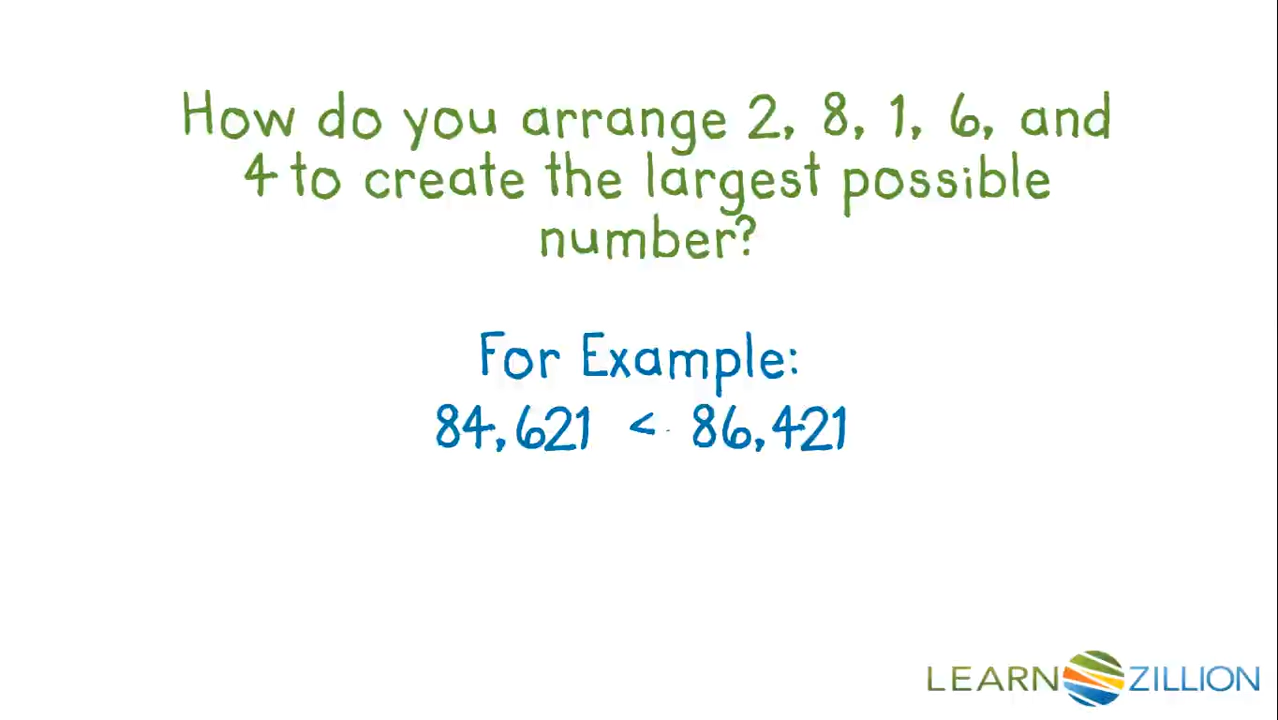 How do you arrange 2, 8, 1, 6, and
4 to create the largest possible
number?
For Example:
84,621 < 86,421
LEARNZILLION